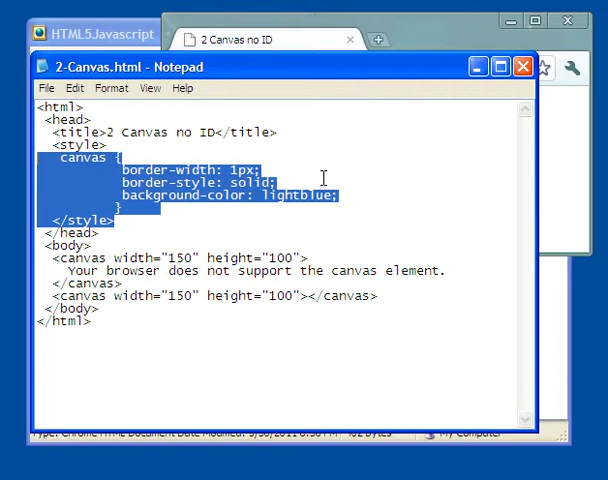 HTML5Javascript
2 Canvas no ID
2-Canvas.html - Notepad
File Edit Format View Help
<html>
<head>
<title>2 Canvas no ID</title>
<style>
canvas {
border-width: 1px;
border-style: solid;
background-color: lightblue;
}
</style>
</head>
<body>
<canvas width="150" height="100">
Your browser does not support the canvas element.
</canvas>
<canvas width="150" height="100"></canvas>
</body>
</html>
My Computer